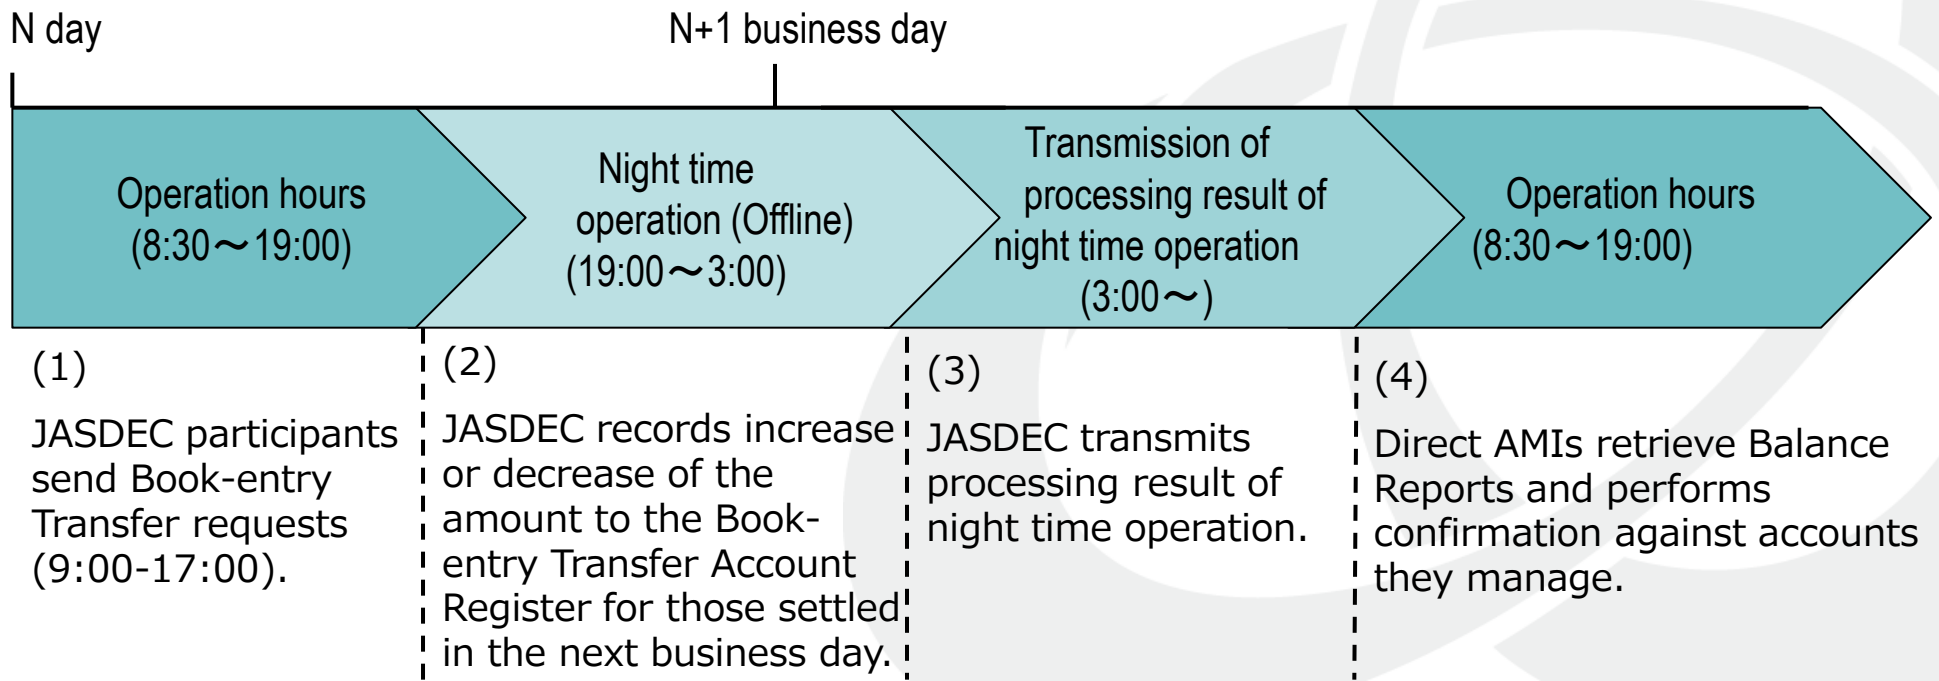 N day
N+1 business day
Operation hours
(8:30～19:00)
Night time
operation (Offline)
(19:00～3:00)
Transmission of
processing result of
night time operation
(3:00～)
Operation hours
(8:30～19:00)
(1)
JASDEC participants
send Book-entry
Transfer requests
(9:00-17:00).
(2)
JASDEC records increase
or decrease of the
amount to the Book-
entry Transfer Account
Register for those settled
in the next business day.
(3)
JASDEC transmits
processing result of
night time operation.
(4)
Direct AMIs retrieve Balance
Reports and performs
confirmation against accounts
they manage.